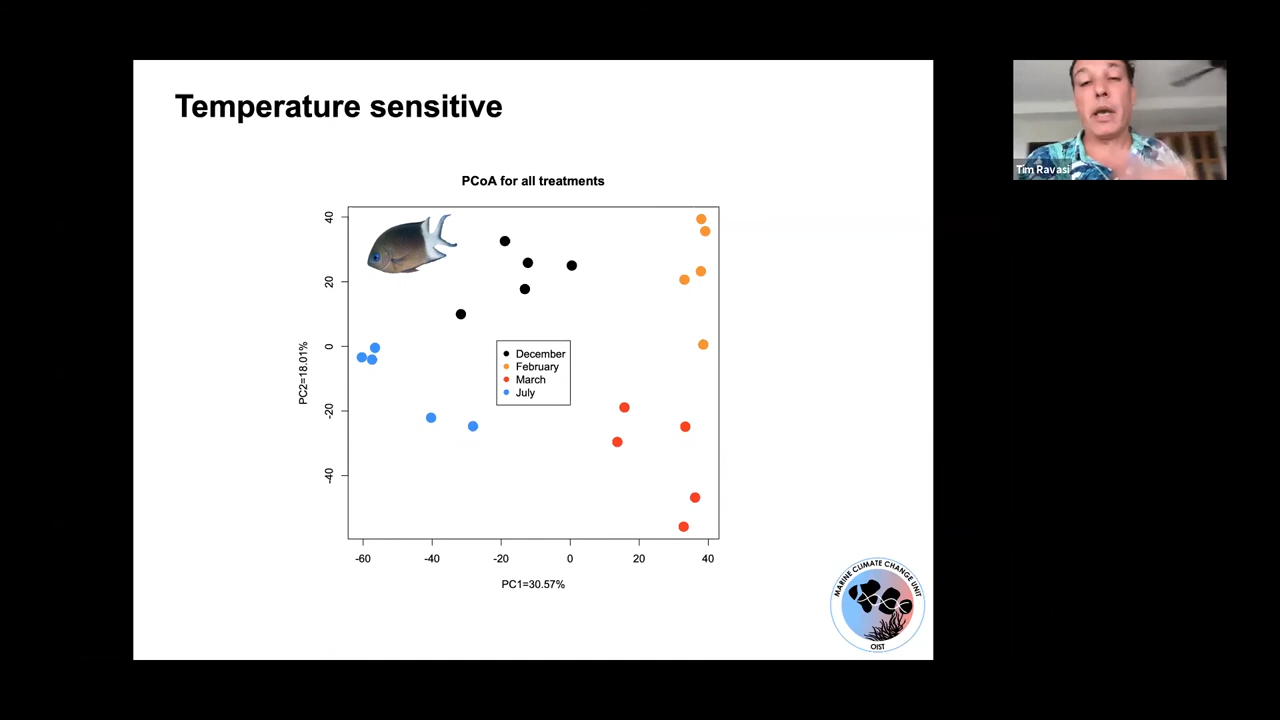 Temperature sensitive
Tim Ravasi
PCoA for all treatments
40
20
0
-20
-40
PC2=18.01%
December
February
March
July
-60
-40
-20
0
20
40
PC1=30.57%
MARINE CLIMATE CHANGE UNIT
OIST